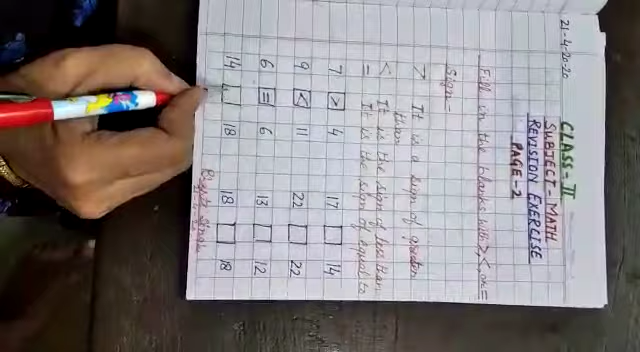 21-4-2020
CLASS-II
SUBJECT-MATH
REVISION EXERCISE
PAGE-2
Fill in the blanks with >, <, or =
Sign-
> It is a sign of greater
than
< It is the sign of less than
= It is the sign of equal to
7 > 4 17 □ 14
9 < 11 22 □ 22
6 = 6 13 □ 12
14 □ 18 18 □ 18